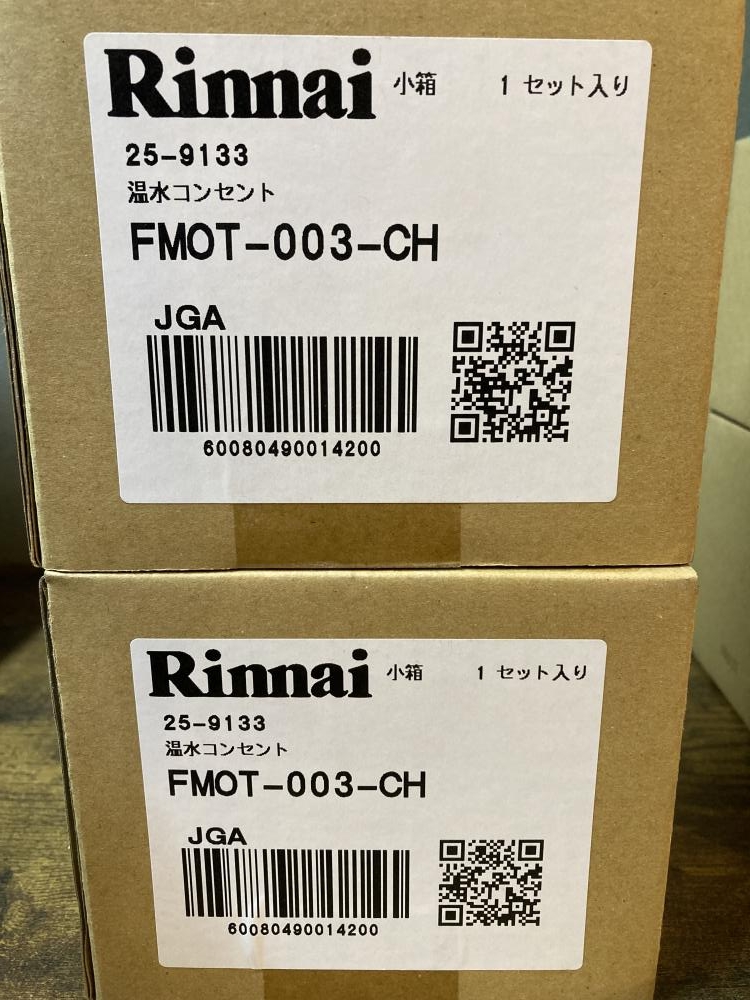 Rinnai 小箱 1 セット入り
25-9133
温水コンセント
FMOT-003-CH
JGA
60080490014200
Rinnai 小箱 1 セット入り
25-9133
温水コンセント
FMOT-003-CH
JGA
60080490014200